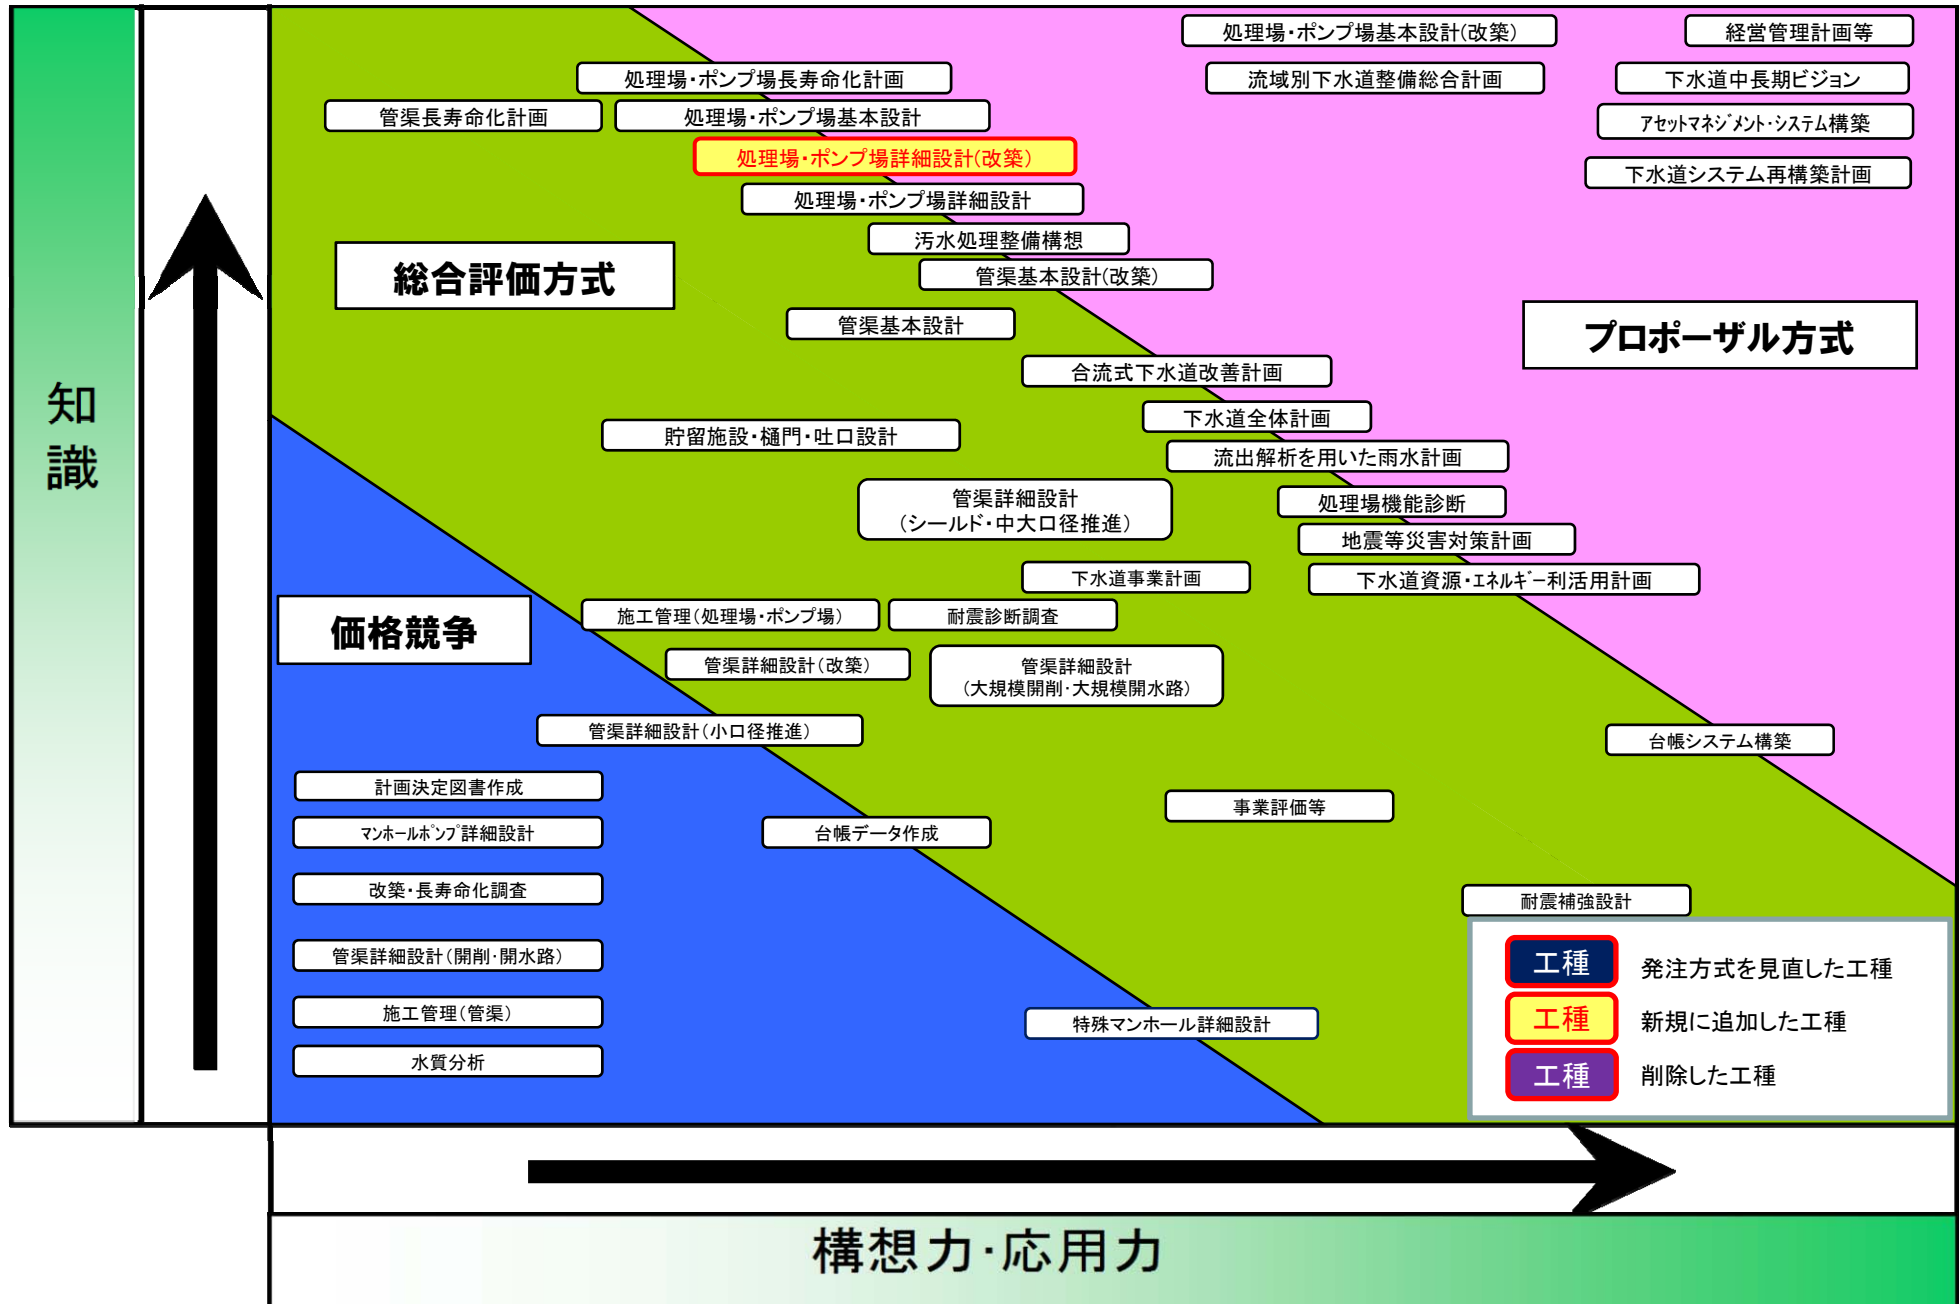 処理場・ポンプ場基本設計(改築)
経営管理計画等
処理場・ポンプ場長寿命化計画
流域別下水道整備総合計画
下水道中長期ビジョン
管渠長寿命化計画
処理場・ポンプ場基本設計
アセットマネジメント・システム構築
処理場・ポンプ場詳細設計(改築)
下水道システム再構築計画
処理場・ポンプ場詳細設計
汚水処理整備構想
総合評価方式
管渠基本設計(改築)
管渠基本設計
プロポーザル方式
合流式下水道改善計画
知
識
下水道全体計画
貯留施設・樋門・吐口設計
流出解析を用いた雨水計画
管渠詳細設計
(シールド・中大口径推進)
処理場機能診断
地震等災害対策計画
下水道事業計画
下水道資源・エネルギー利活用計画
価格競争
施工管理(処理場・ポンプ場)
耐震診断調査
管渠詳細設計(改築)
管渠詳細設計
(大規模開削・大規模開水路)
管渠詳細設計(小口径推進)
台帳システム構築
計画決定図書作成
事業評価等
マンホールポンプ詳細設計
台帳データ作成
改築・長寿命化調査
耐震補強設計
管渠詳細設計(開削・開水路)
工種 発注方式を見直した工種
施工管理(管渠)
特殊マンホール詳細設計
工種 新規に追加した工種
水質分析
工種 削除した工種
構想力・応用力